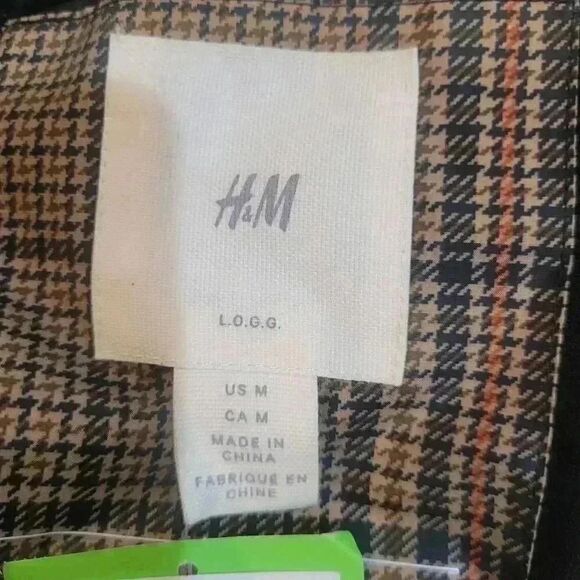 H&M
L.O.G.G.
US M
CA M
MADE IN
CHINA
FABRIQUÉ EN
CHINE